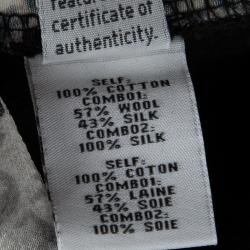 certificate of
authenticity.
SELF:
100% COTTON
COMBO1:
57% WOOL
43% SILK
COMBO2:
100% SILK
SELF:
100% COTON
COMBO1:
57% LAINE
43% SOIE
COMBO2:
100% SOIE